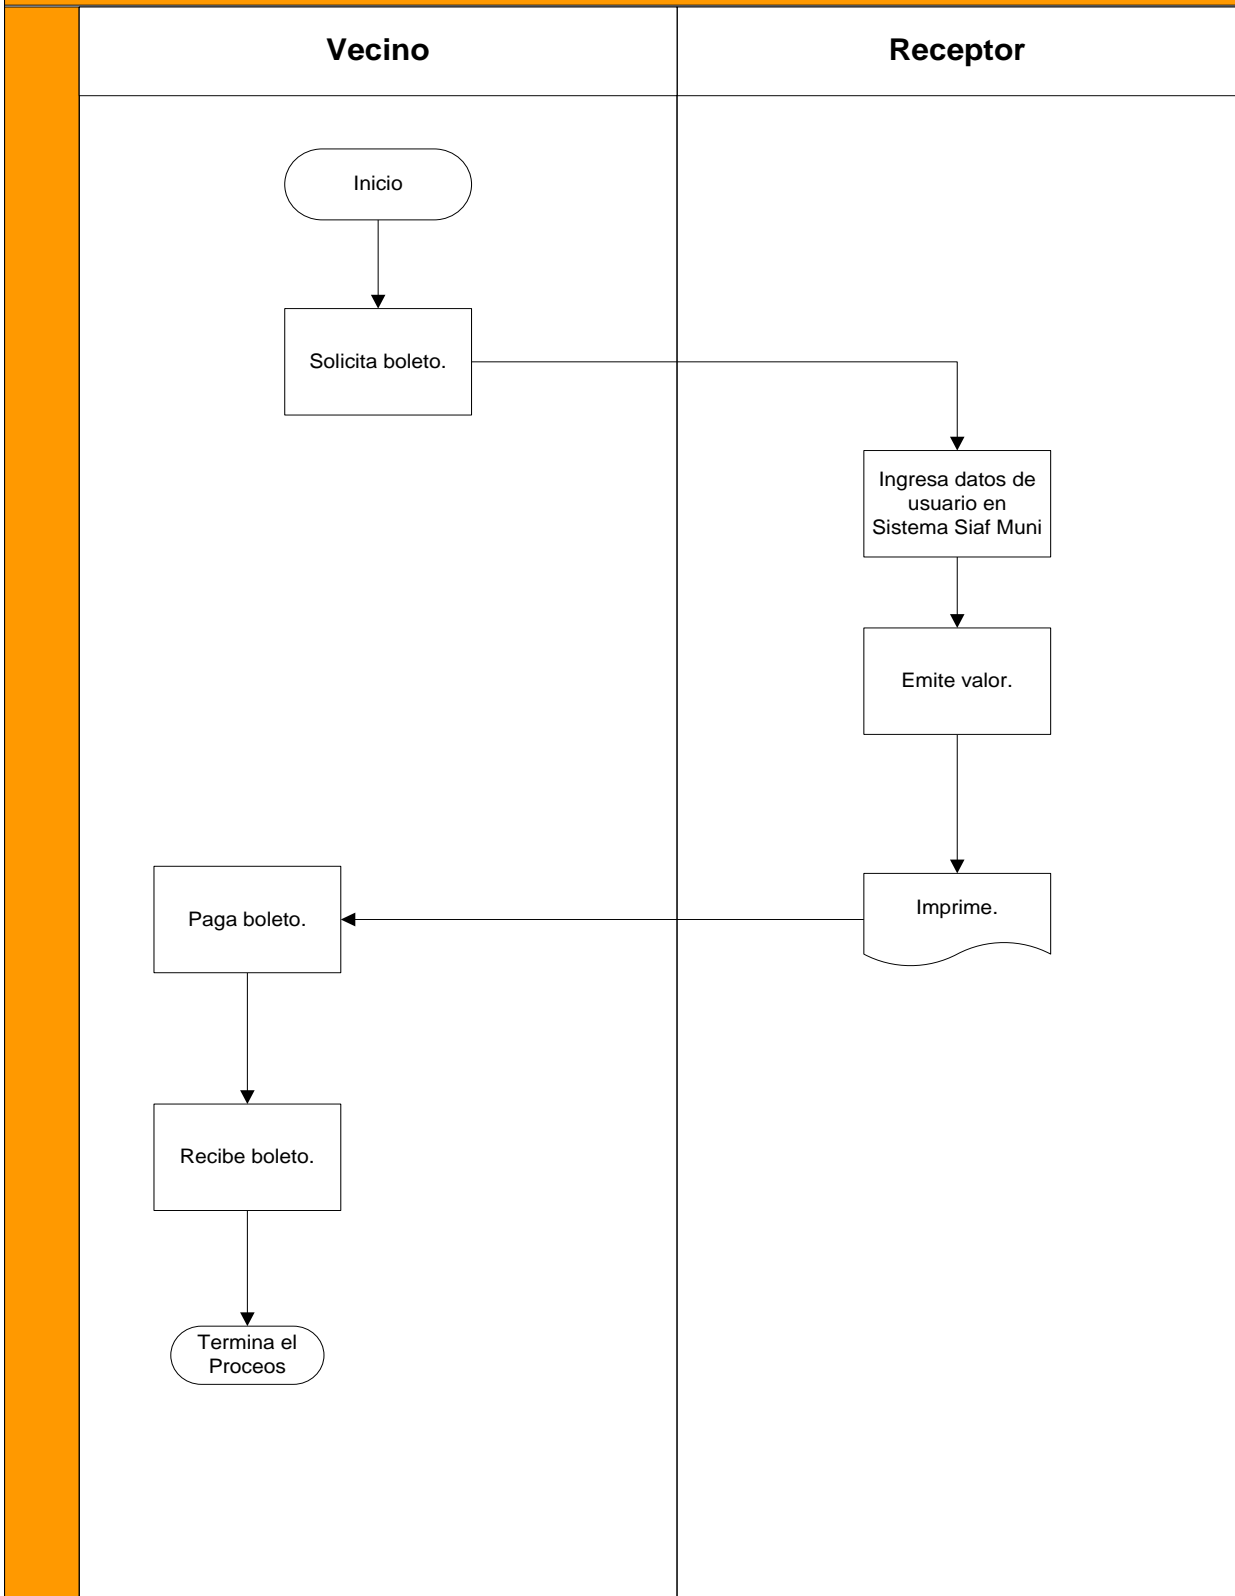 Vecino
Receptor
Inicio
Solicita boleto.
Ingresa datos de
usuario en
Sistema Siaf Muni
Emite valor.
Imprime.
Paga boleto.
Recibe boleto.
Termina el
Proceos